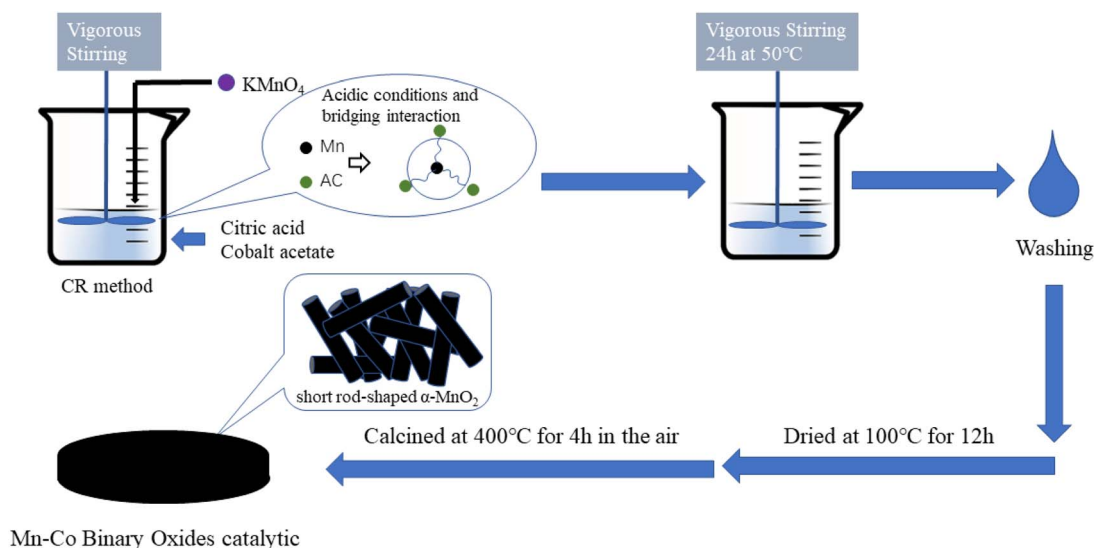 Vigorous
Stirring
KMnO₄
Acidic conditions and
bridging interaction
Mn
AC
Citric acid
Cobalt acetate
CR method
Vigorous Stirring
24h at 50℃
Washing
short rod-shaped α-MnO₂
Calcined at 400℃ for 4h in the air
Dried at 100℃ for 12h
Mn-Co Binary Oxides catalytic